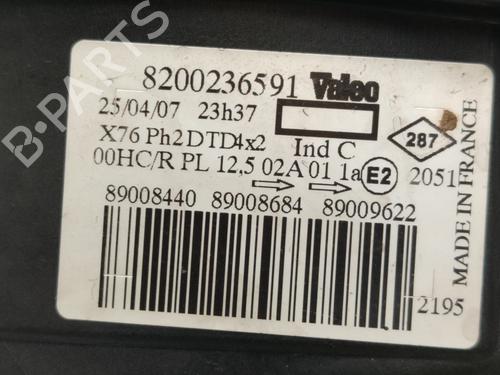 B-PARTS
8200236591 Valeo
25/04/07 23h37
X76 Ph2 DTD4x2 Ind C
287
00HC/R PL 12,5 02A 01 1a E2 2051
89008440 89008684 89009622
2195
MADE IN FRANCE